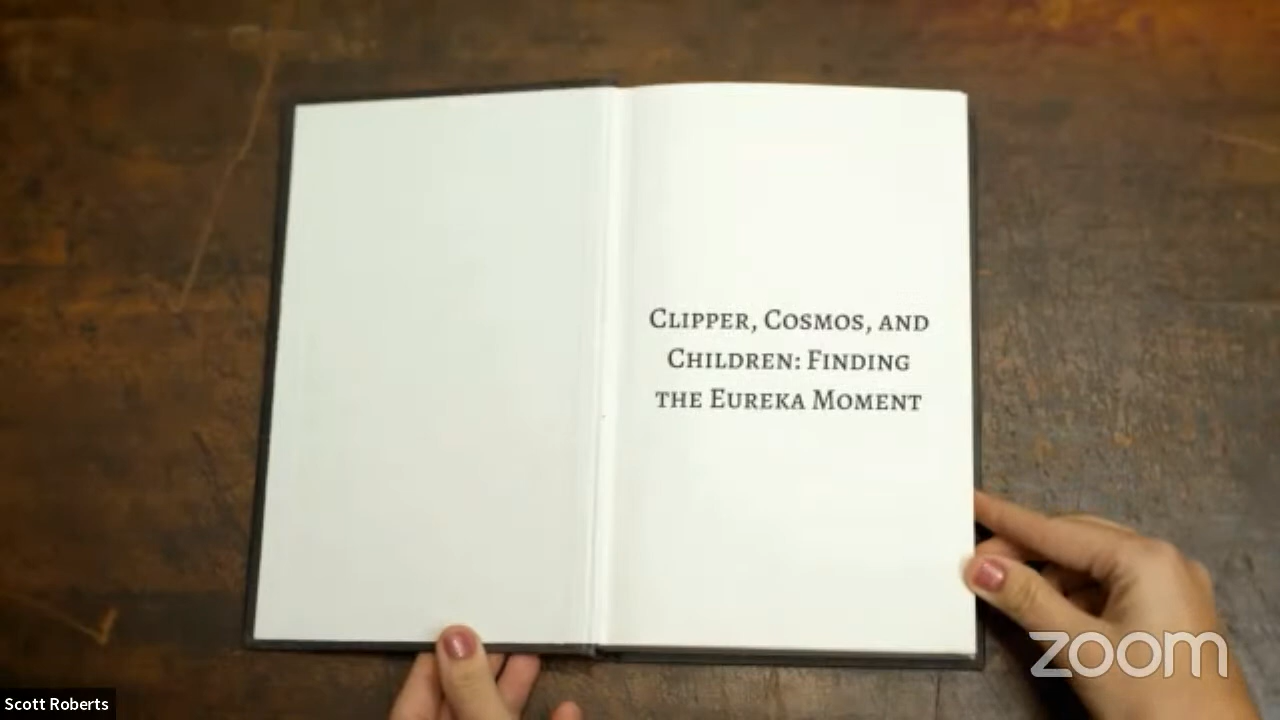 Clipper, Cosmos, and
Children: Finding
the Eureka Moment
zoom
Scott Roberts